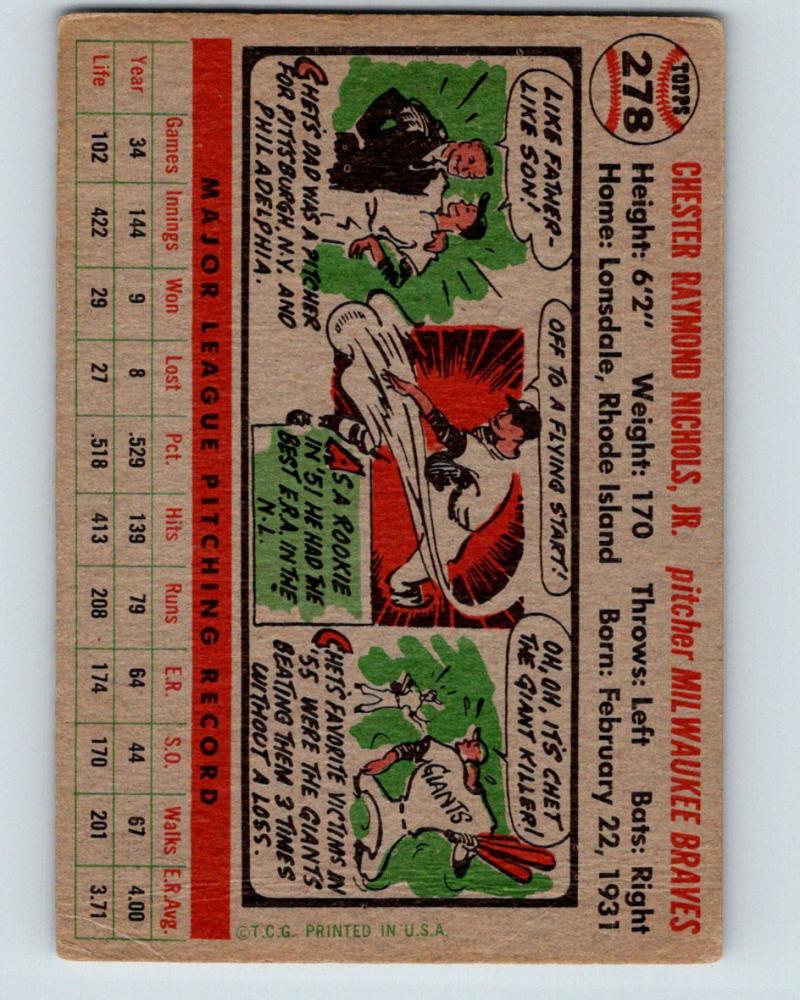 TOPPS
278
CHESTER RAYMOND NICHOLS, JR. pitcher MILWAUKEE BRAVES
Height: 6'2" Weight: 170 Throws: Left Bats: Right
Home: Lonsdale, Rhode Island Born: February 22, 1931
LIKE FATHER-
LIKE SON!
CHET'S DAD WAS A PITCHER
FOR PITTSBURGH, N.Y. AND
PHILADELPHIA.
OFF TO A FLYING START!
AS A ROOKIE
IN '51 HE HAD THE
BEST E.R.A. IN THE
N.L.
OH, OH, IT'S CHET
THE GIANT KILLER!
GIANTS
CHET'S FAVORITE VICTIMS IN
'55 WERE THE GIANTS
BEATING THEM 3 TIMES
WITHOUT A LOSS.
©T.C.G. PRINTED IN U.S.A.
MAJOR LEAGUE PITCHING RECORD
Games Innings Won Lost Pct. Hits Runs E.R. S.O. Walks E.R.Avg.
Year 34 144 9 8 .529 139 79 64 44 67 4.00
Life 102 422 29 27 .518 413 208 174 170 201 3.71